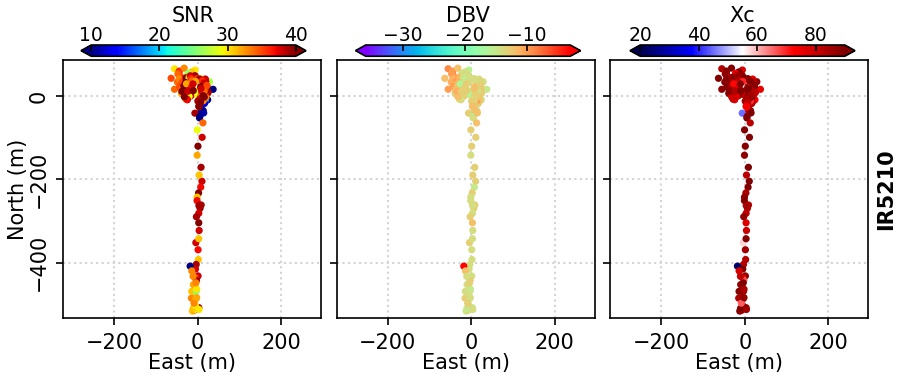 SNR DBV Xc
10 20 30 40 −30 −20 −10 20 40 60 80
North (m)
0
−200
−400
IR5210
−200 0 200 −200 0 200 −200 0 200
East (m) East (m) East (m)